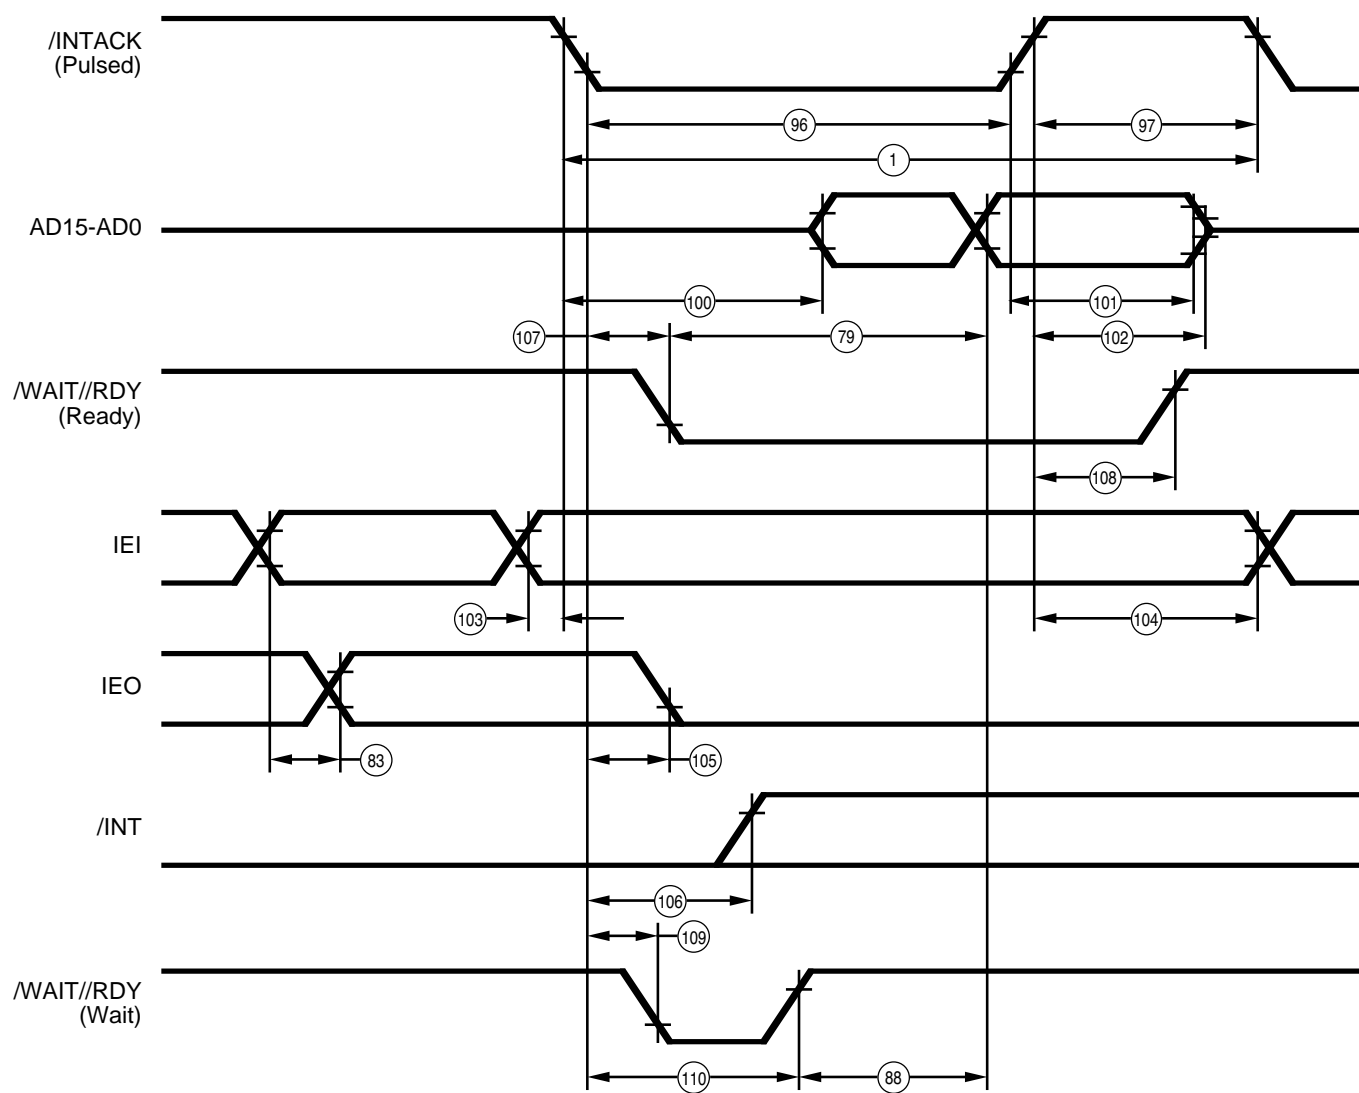 /INTACK
(Pulsed)
96
97
1
AD15-AD0
100
101
107
79
102
/WAIT//RDY
(Ready)
108
IEI
103
104
IEO
83
105
/INT
106
109
/WAIT//RDY
(Wait)
110
88